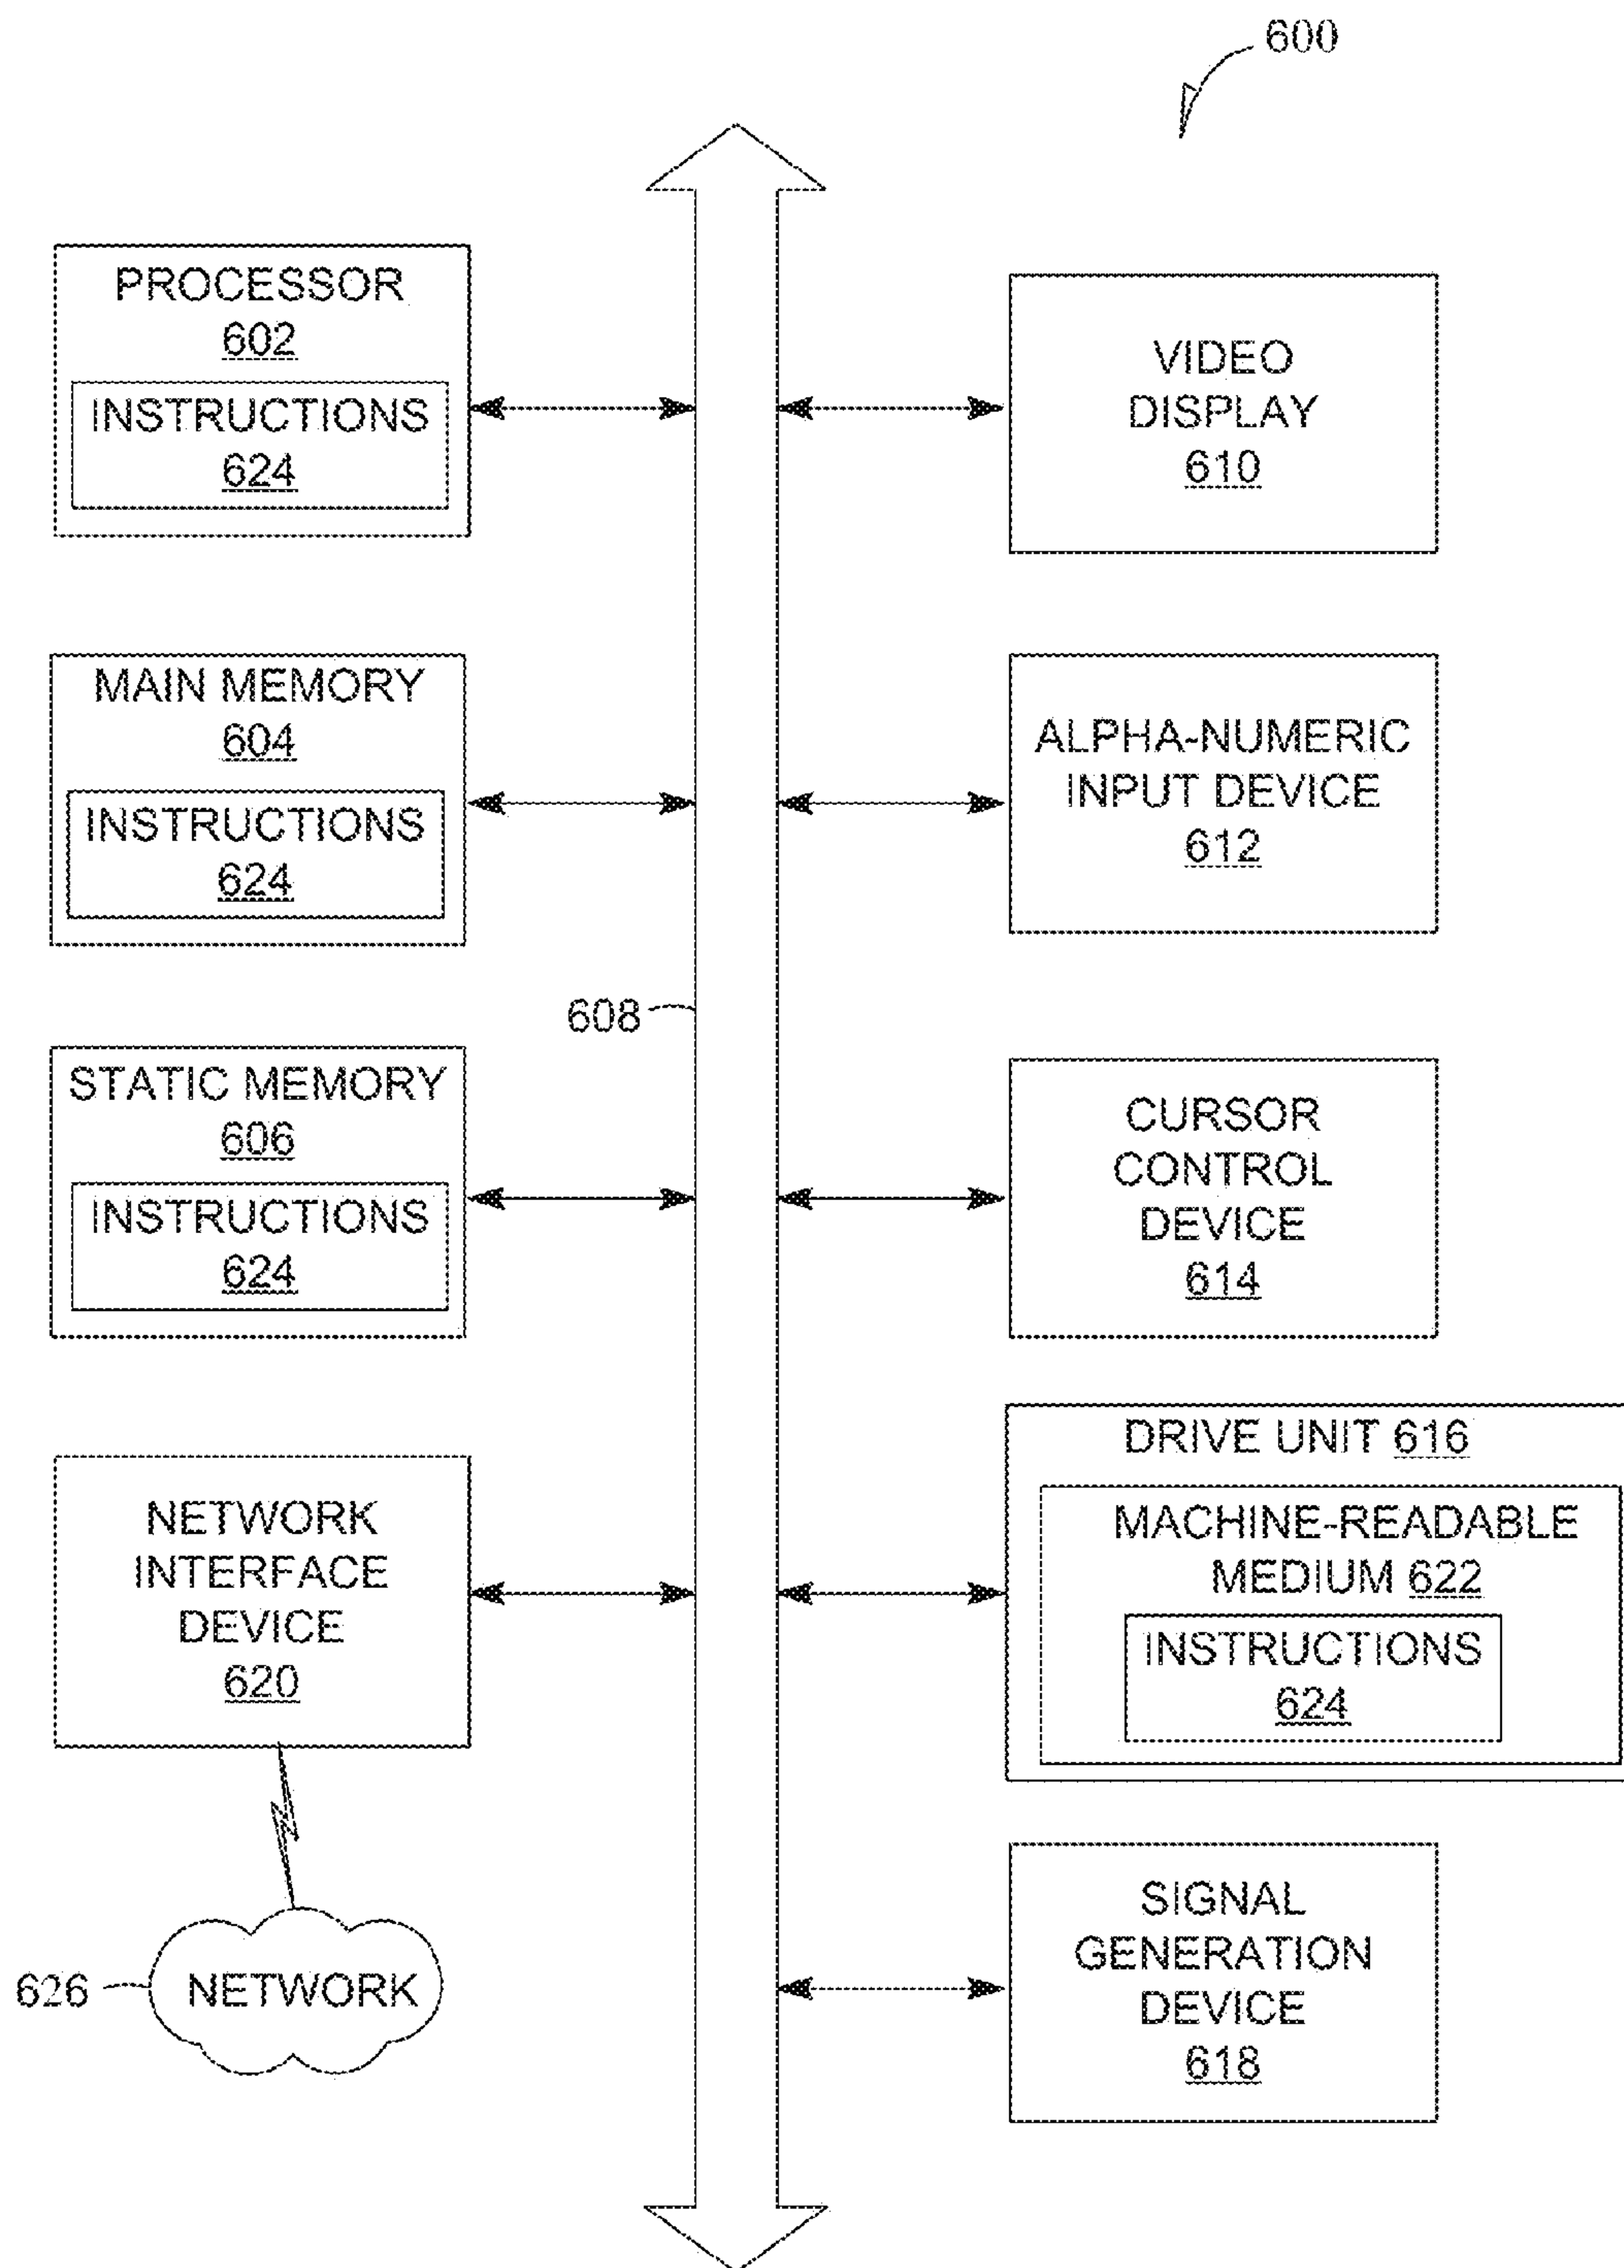 600
PROCESSOR
602
INSTRUCTIONS
624
VIDEO
DISPLAY
610
MAIN MEMORY
604
INSTRUCTIONS
624
ALPHA-NUMERIC
INPUT DEVICE
612
608
STATIC MEMORY
606
INSTRUCTIONS
624
CURSOR
CONTROL
DEVICE
614
NETWORK
INTERFACE
DEVICE
620
DRIVE UNIT 616
MACHINE-READABLE
MEDIUM 622
INSTRUCTIONS
624
626
NETWORK
SIGNAL
GENERATION
DEVICE
618